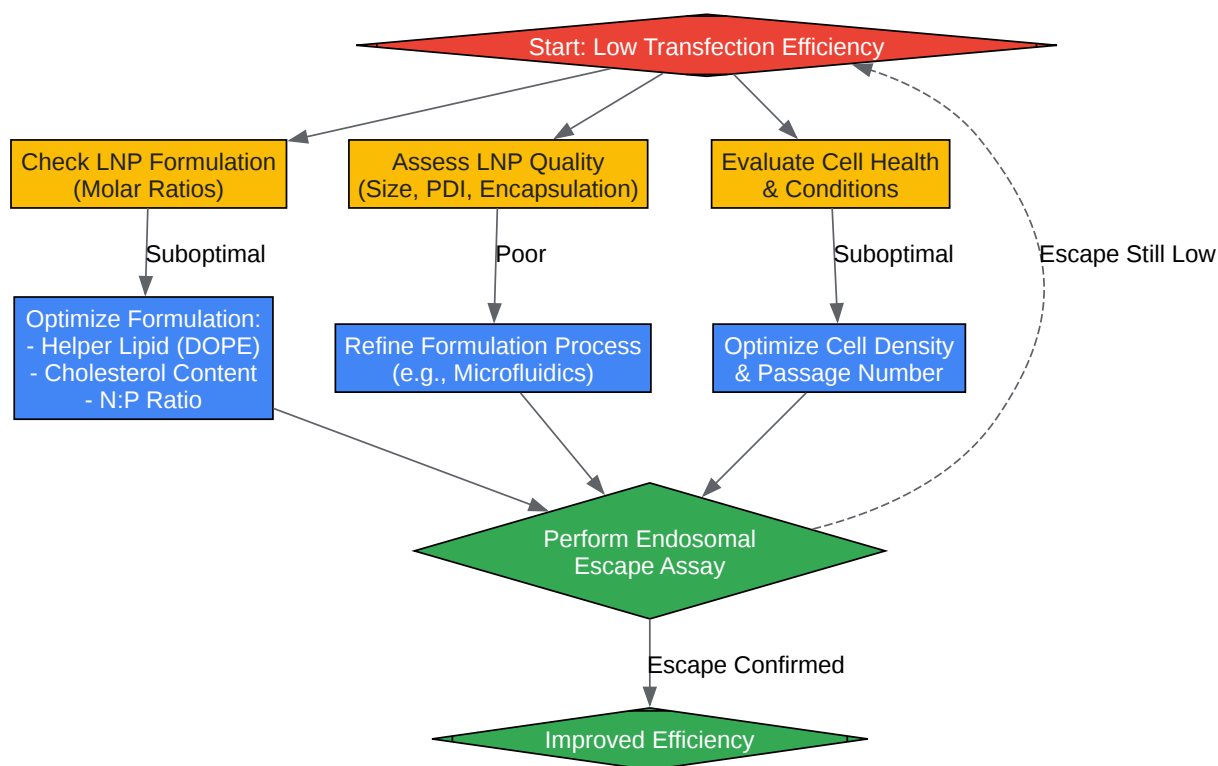 Start: Low Transfection Efficiency
Check LNP Formulation
(Molar Ratios)
Assess LNP Quality
(Size, PDI, Encapsulation)
Evaluate Cell Health
& Conditions
Suboptimal
Poor
Suboptimal
Escape Still Low
Optimize Formulation:
- Helper Lipid (DOPE)
- Cholesterol Content
- N:P Ratio
Refine Formulation Process
(e.g., Microfluidics)
Optimize Cell Density
& Passage Number
Perform Endosomal
Escape Assay
Escape Confirmed
Improved Efficiency